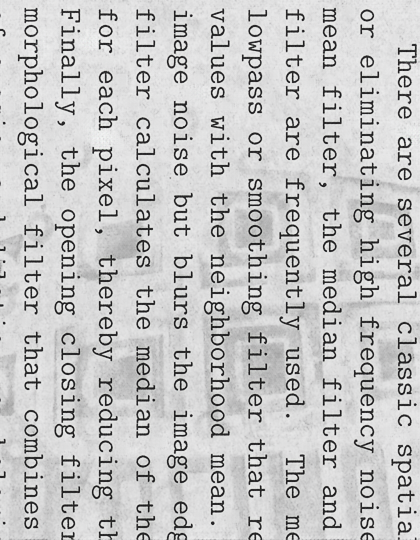 There are several classic spatial
or eliminating high frequency noise
mean filter, the median filter and
filter are frequently used. The me
lowpass or smoothing filter that re
values with the neighborhood mean.
image noise but blurs the image edg
filter calculates the median of the
for each pixel, thereby reducing th
Finally, the opening closing filter
morphological filter that combines